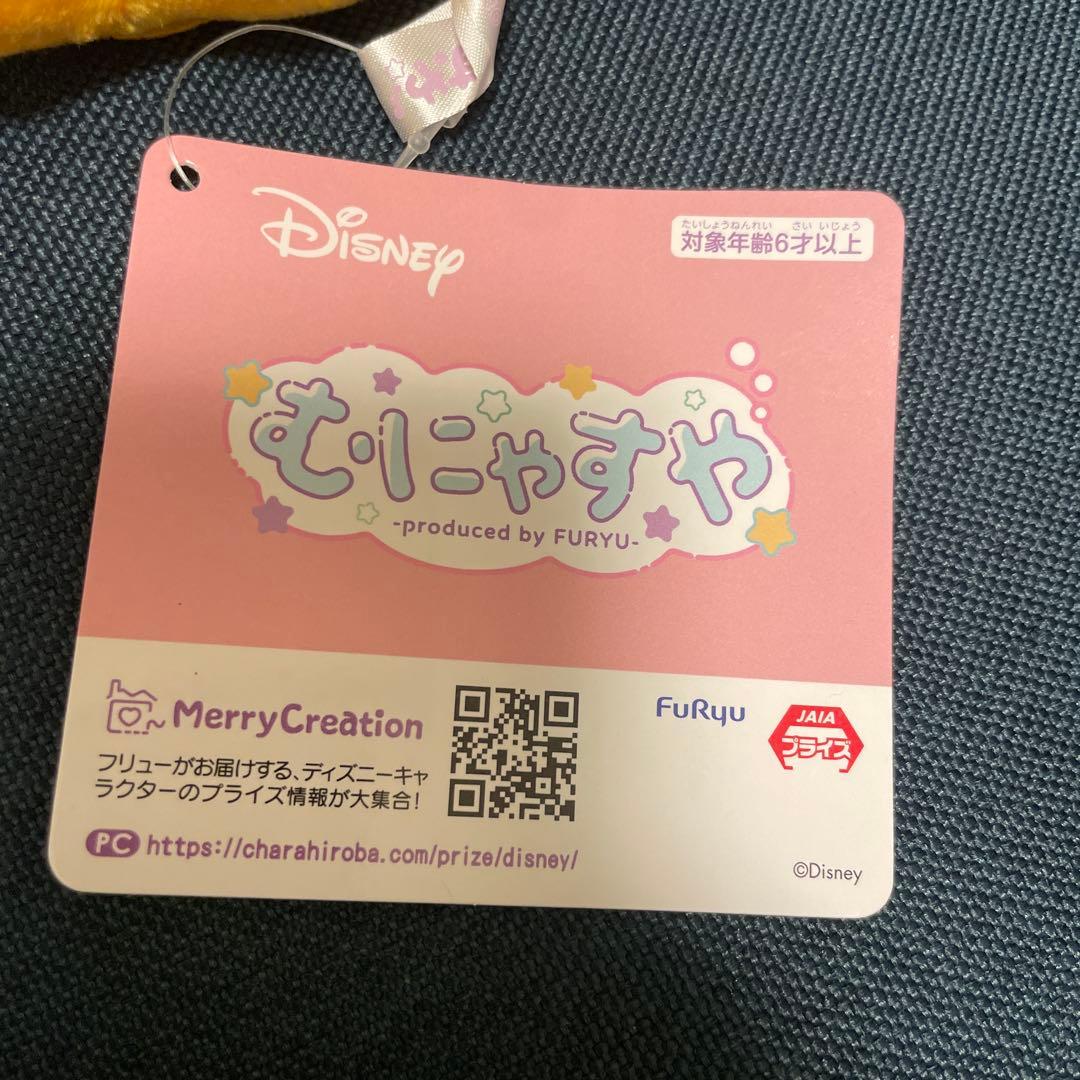 Disney
たいしょうねんれい さい いじょう
対象年齢6才以上
むにゃすや
-produced by FURYU-
MerryCreation
フリューがお届けする、ディズニーキャ
ラクターのプライズ情報が大集合!
PC https://charahiroba.com/prize/disney/
FuRyu
JAIA
プライズ
©Disney